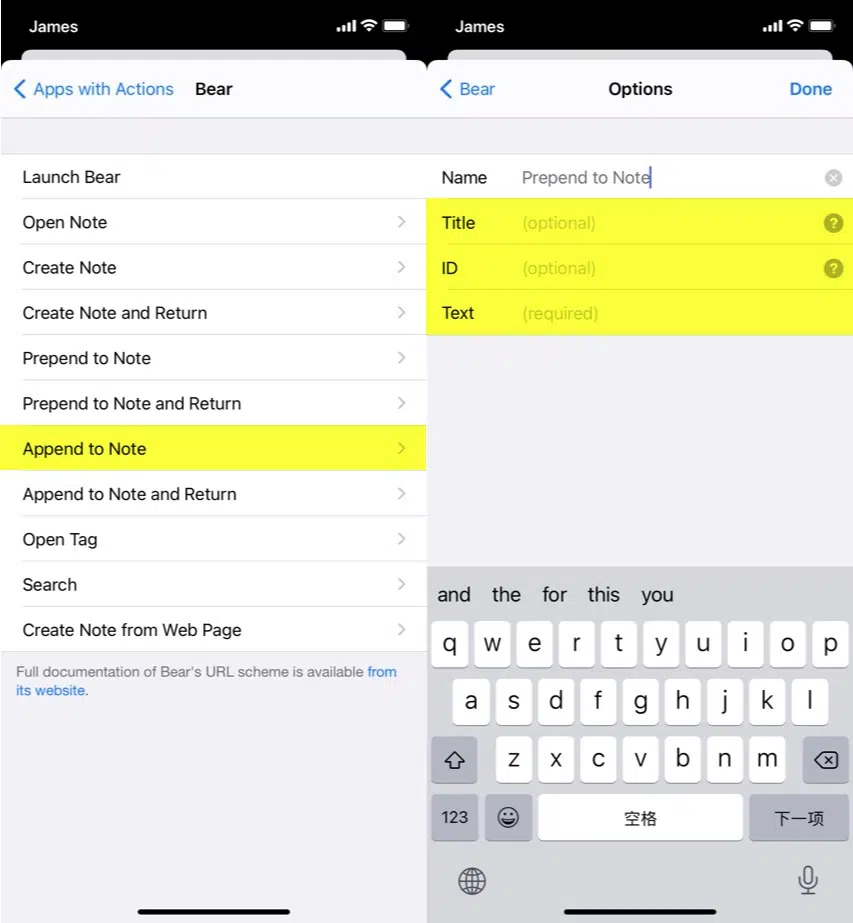 James
Apps with Actions Bear
Launch Bear
Open Note
Create Note
Create Note and Return
Prepend to Note
Prepend to Note and Return
Append to Note
Append to Note and Return
Open Tag
Search
Create Note from Web Page
Full documentation of Bear's URL scheme is available from
its website.
James
Bear Options Done
Name Prepend to Note
Title (optional) ?
ID (optional) ?
Text (required)
and the for this you
q w e r t y u i o p
a s d f g h j k l
z x c v b n m
123 空格 下一项